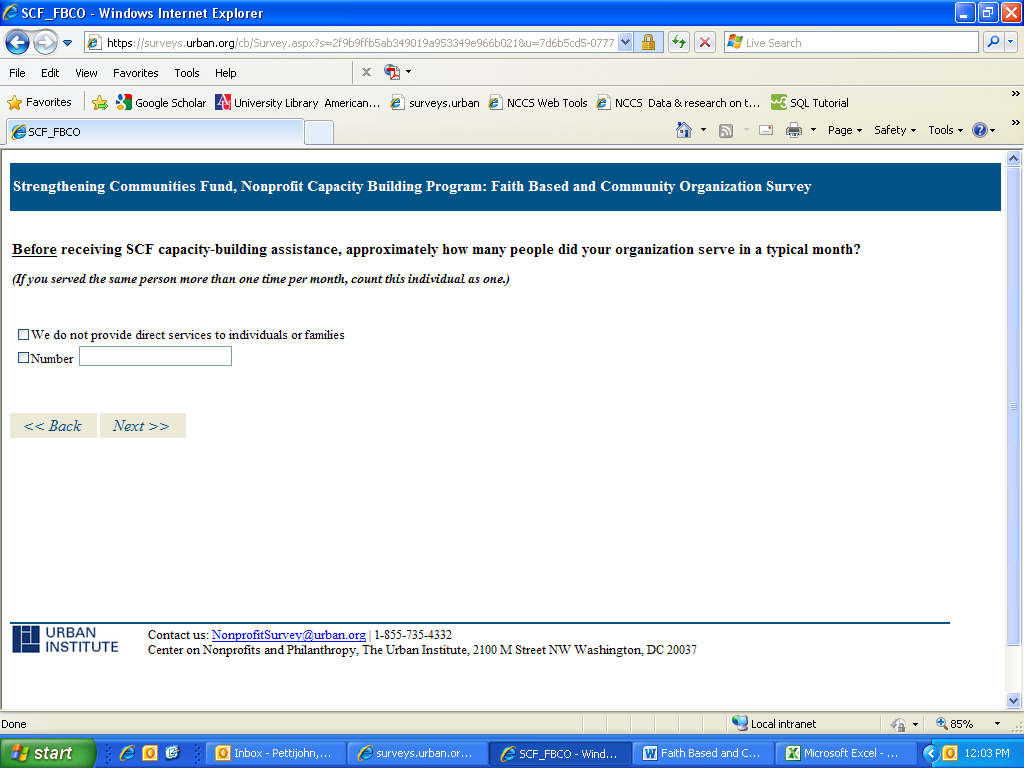 SCF_FBCO - Windows Internet Explorer
https://surveys.urban.org/cb/Survey.aspx?s=2f9b9ffb5ab349019a953349e966b021&u=7d6b5cd5-0777
Live Search
File Edit View Favorites Tools Help
x
Favorites Google Scholar University Library American... surveys.urban NCCS Web Tools NCCS Data & research on t... SQL Tutorial »
SCF_FBCO Page Safety Tools »
Strengthening Communities Fund, Nonprofit Capacity Building Program: Faith Based and Community Organization Survey
Before receiving SCF capacity-building assistance, approximately how many people did your organization serve in a typical month?
(If you served the same person more than one time per month, count this individual as one.)
We do not provide direct services to individuals or families
Number
<< Back Next >>
URBAN INSTITUTE
Contact us: NonprofitSurvey@urban.org | 1-855-735-4332
Center on Nonprofits and Philanthropy, The Urban Institute, 2100 M Street NW Washington, DC 20037
Done Local intranet 85%
start Inbox - Pettijohn,... surveys.urban.or... SCF_FBCO - Wind... Faith Based and C... Microsoft Excel - ... 12:03 PM